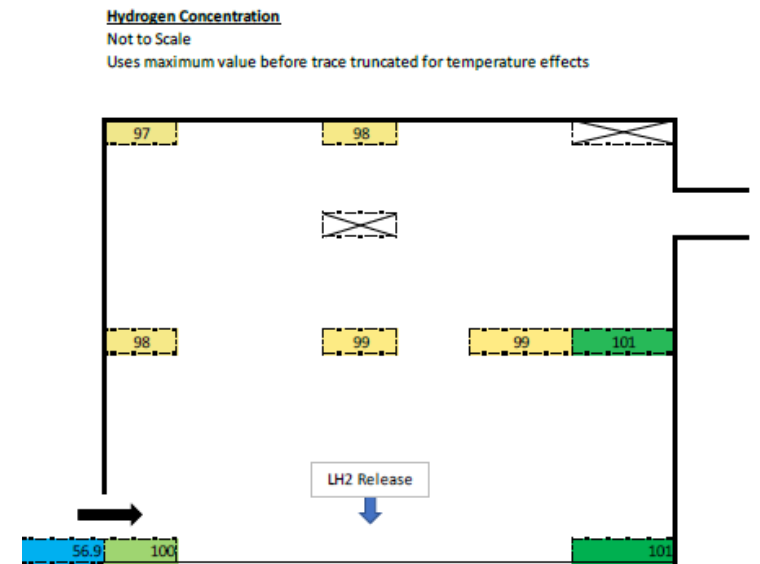 Hydrogen Concentration
Not to Scale
Uses maximum value before trace truncated for temperature effects
97 98
98 99 99 101
LH2 Release
56.9 100 101